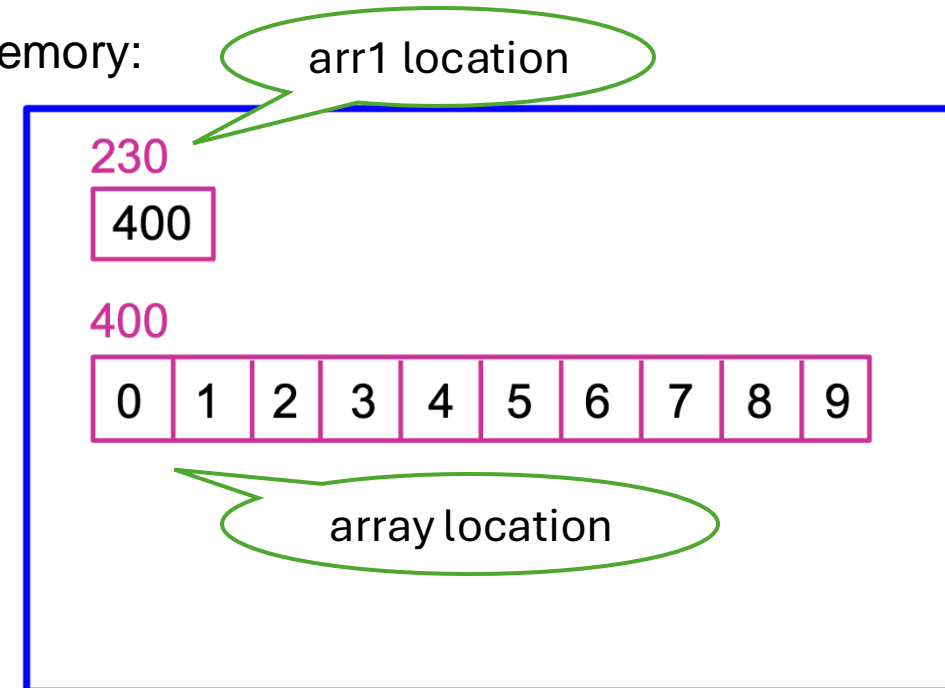 emory:
arr1 location
230
400
400
0 1 2 3 4 5 6 7 8 9
array location